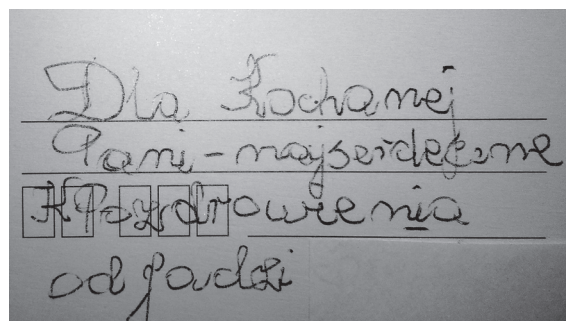 Dla Kochanej
Pani - najserdeczne
Pozdrowienia
od Jadzi